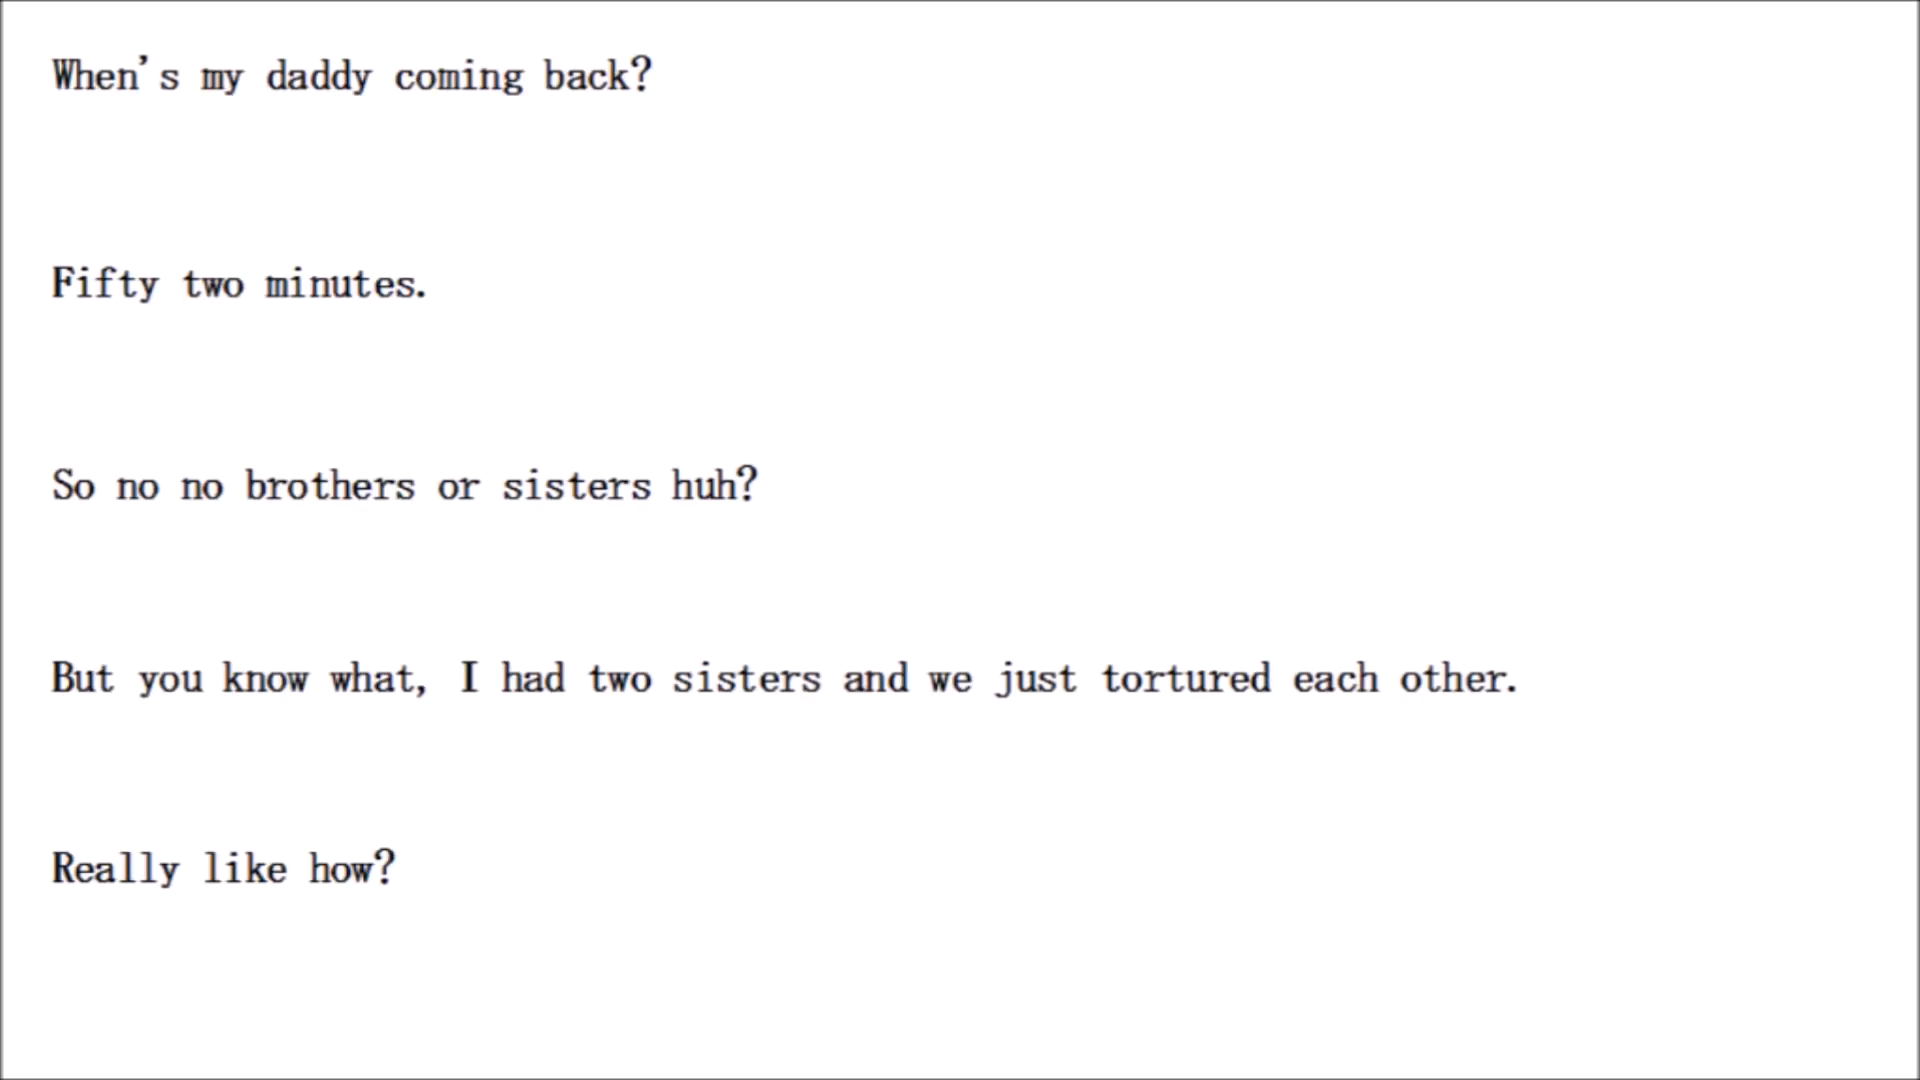 When's my daddy coming back?
Fifty two minutes.
So no no brothers or sisters huh?
But you know what, I had two sisters and we just tortured each other.
Really like how?